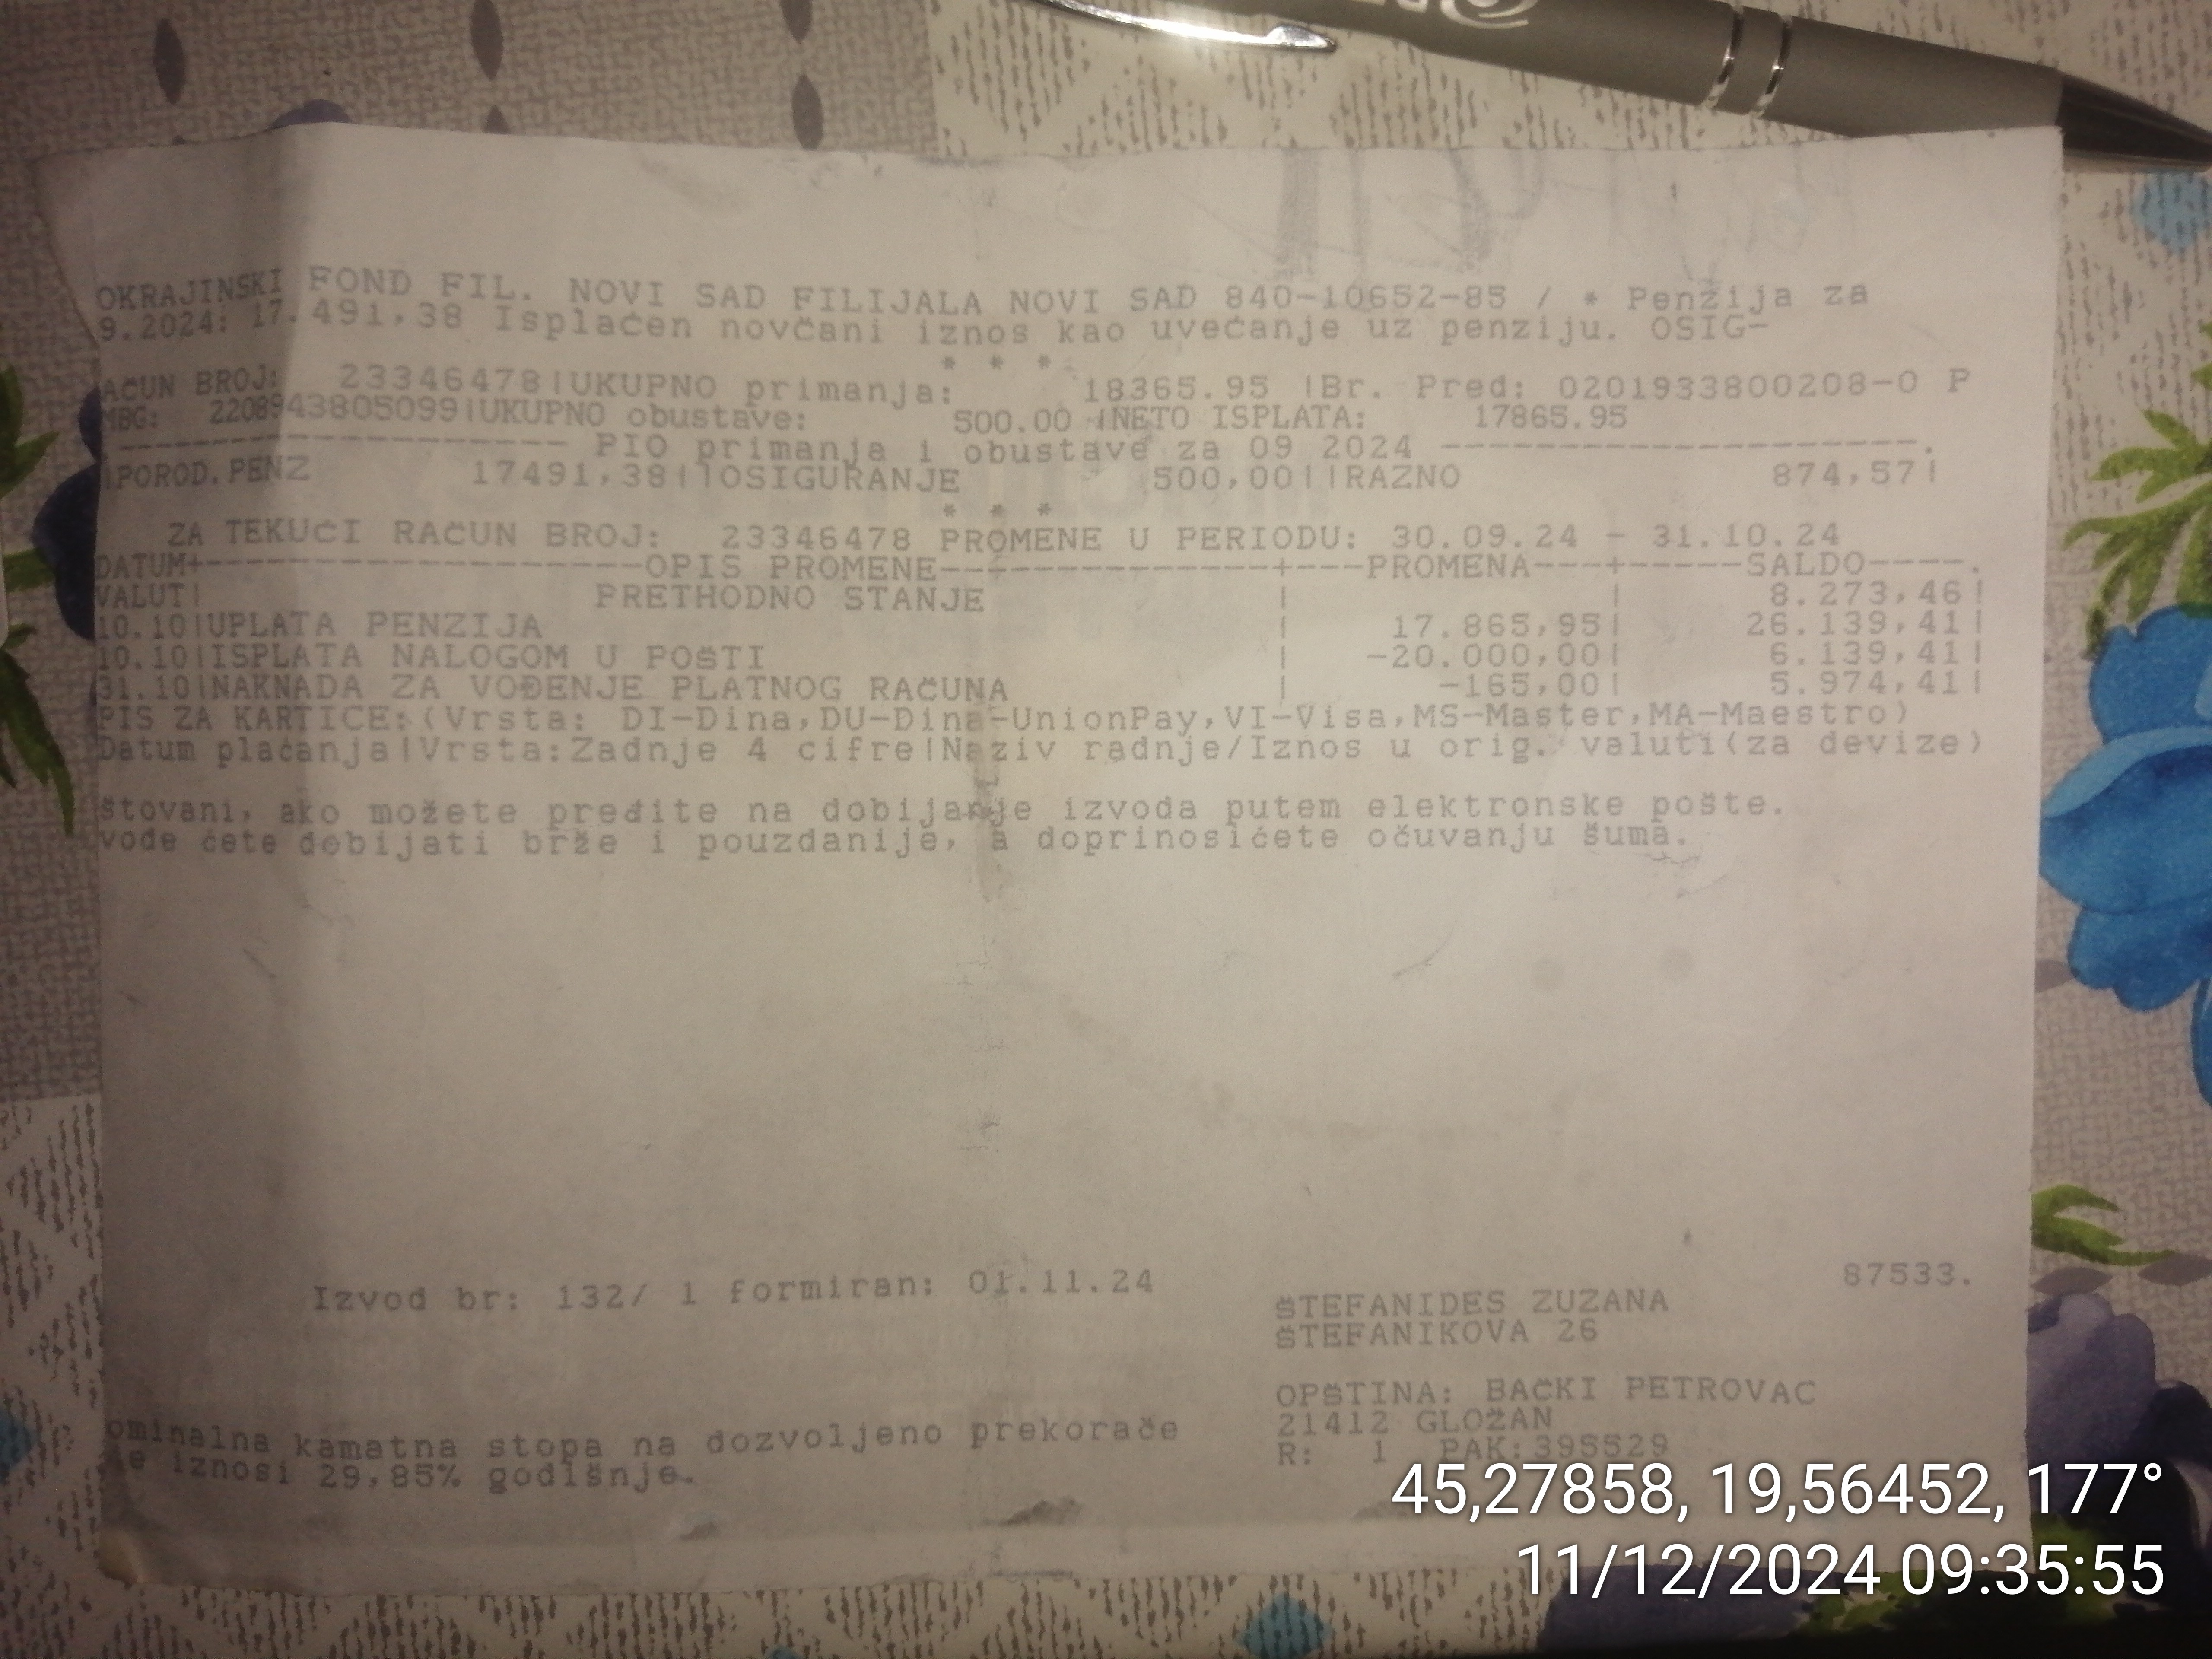 OKRAJINSKI FOND FIL. NOVI SAD FILIJALA NOVI SAD 840-10652-85 / * Penzija za
9.2024: 17.491,38 Isplaćen novčani iznos kao uvećanje uz penziju. OSIG-
* * *
AČUN BROJ: 23346478|UKUPNO primanja: 18365.95 |Br. Pred: 0201933800208-0 P
MBG: 2208943805099|UKUPNO obustave: 500.00 |NETO ISPLATA: 17865.95
---------------------- PIO primanja i obustave za 09 2024 ----------------------.
|POROD.PENZ 17491,38||OSIGURANJE 500,00||RAZNO 874,57|
* * *
ZA TEKUĆI RAČUN BROJ: 23346478 PROMENE U PERIODU: 30.09.24 - 31.10.24
DATUM+---------------------OPIS PROMENE----------------+----PROMENA----+------SALDO----.
VALUT| PRETHODNO STANJE | | 8.273,46|
10.10|UPLATA PENZIJA | 17.865,95| 26.139,41|
10.10|ISPLATA NALOGOM U POŠTI | -20.000,00| 6.139,41|
31.10|NAKNADA ZA VOĐENJE PLATNOG RAČUNA | -165,00| 5.974,41|
PIS ZA KARTICE:(Vrsta: DI-Dina,DU-Dina-UnionPay,VI-Visa,MS-Master,MA-Maestro)
Datum plaćanja|Vrsta:Zadnje 4 cifre|Naziv radnje/Iznos u orig. valuti(za devize)
štovani, ako možete pređite na dobijanje izvoda putem elektronske pošte.
vode ćete dobijati brže i pouzdanije, a doprinosićete očuvanju šuma.
87533.
Izvod br: 132/ 1 formiran: 01.11.24
ŠTEFANIDES ZUZANA
ŠTEFANIKOVA 26
OPŠTINA: BAČKI PETROVAC
21412 GLOŽAN
R: 1 PAK:395529
ominalna kamatna stopa na dozvoljeno prekorače
je iznosi 29,85% godišnje.
45,27858, 19,56452, 177°
11/12/2024 09:35:55